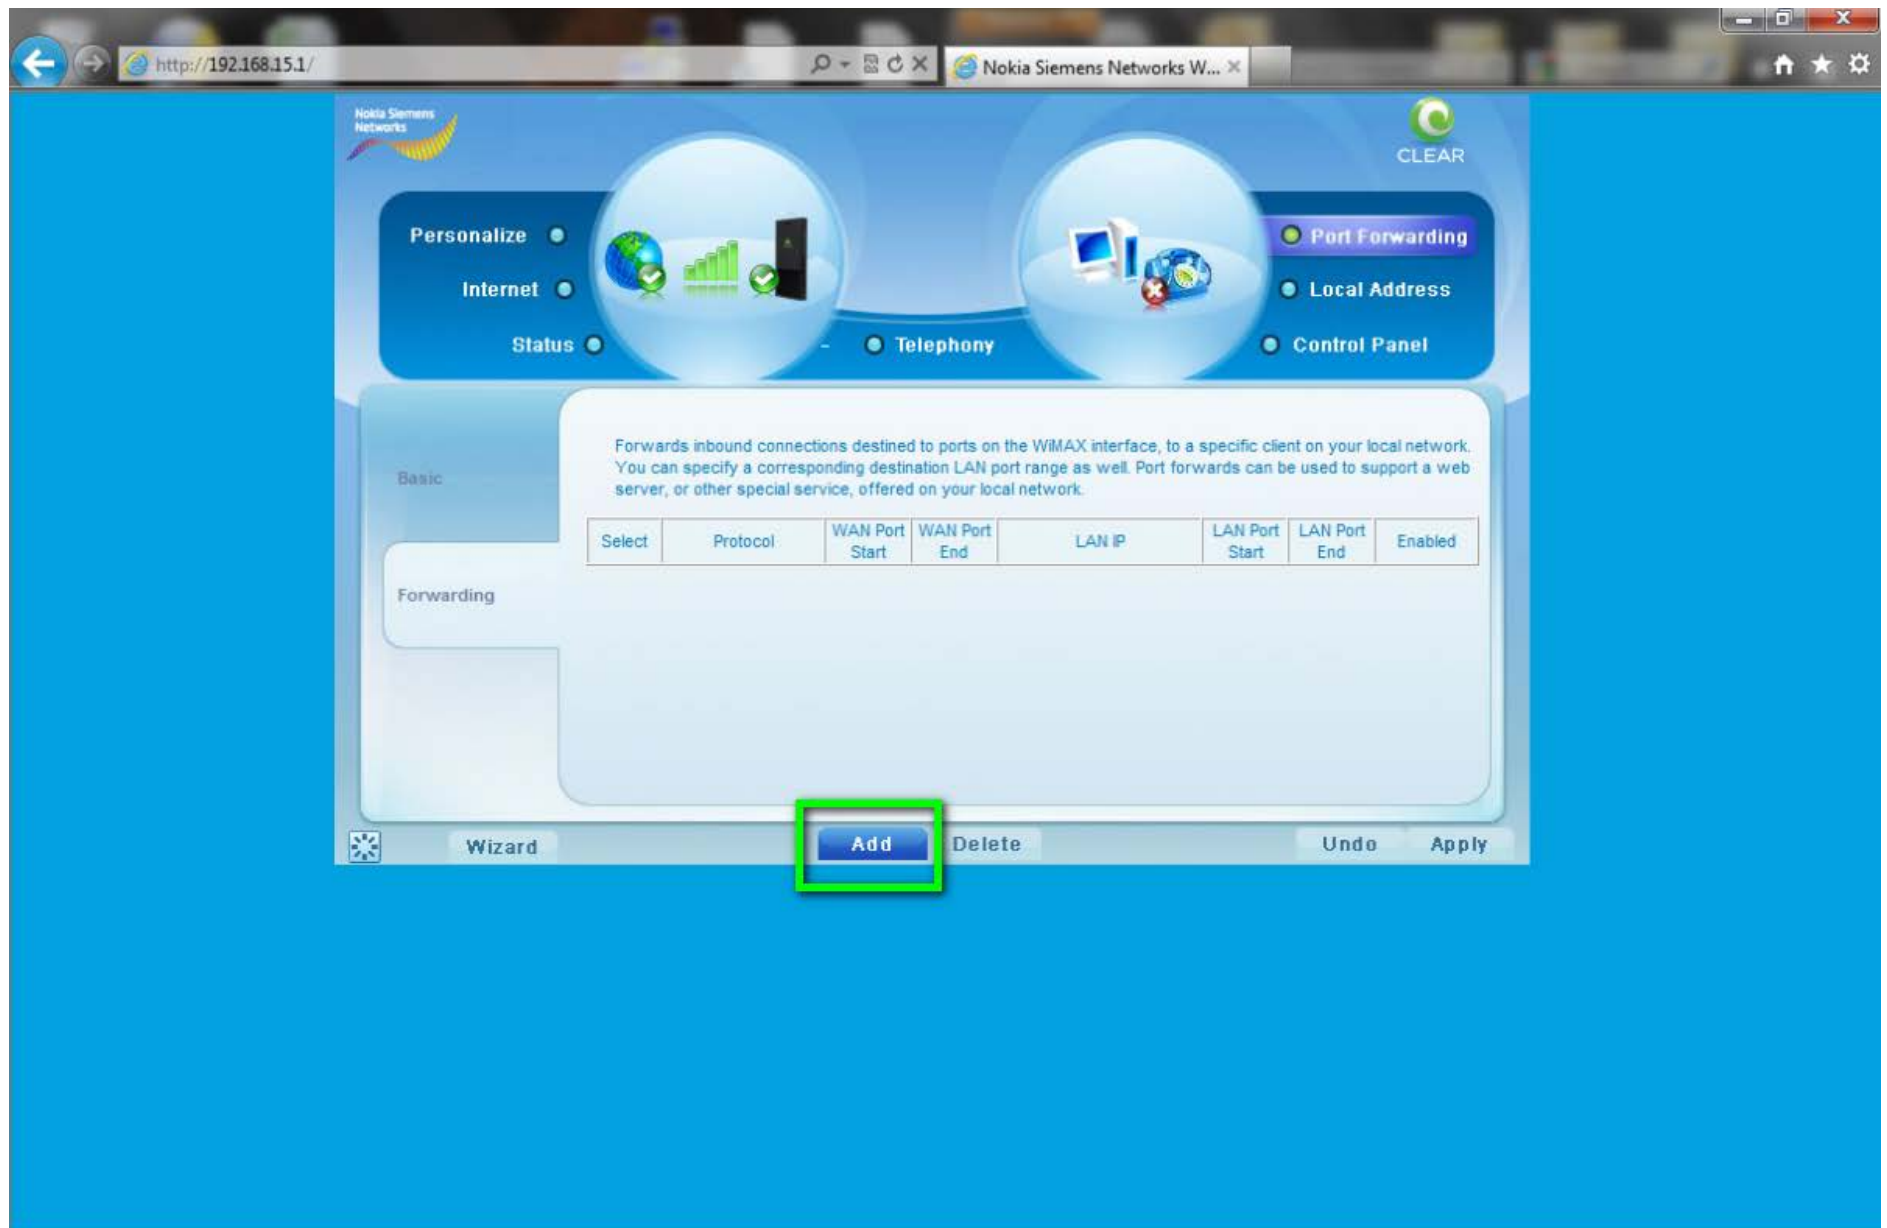 http://192.168.15.1/
Nokia Siemens Networks W...
Nokia Siemens
Networks
CLEAR
Personalize
Port Forwarding
Internet
Local Address
Status
Telephony
Control Panel
Forwards inbound connections destined to ports on the WiMAX interface, to a specific client on your local network.
You can specify a corresponding destination LAN port range as well. Port forwards can be used to support a web
server, or other special service, offered on your local network.
Basic
Forwarding
Select
Protocol
WAN Port
Start
WAN Port
End
LAN IP
LAN Port
Start
LAN Port
End
Enabled
Wizard
Add
Delete
Undo
Apply